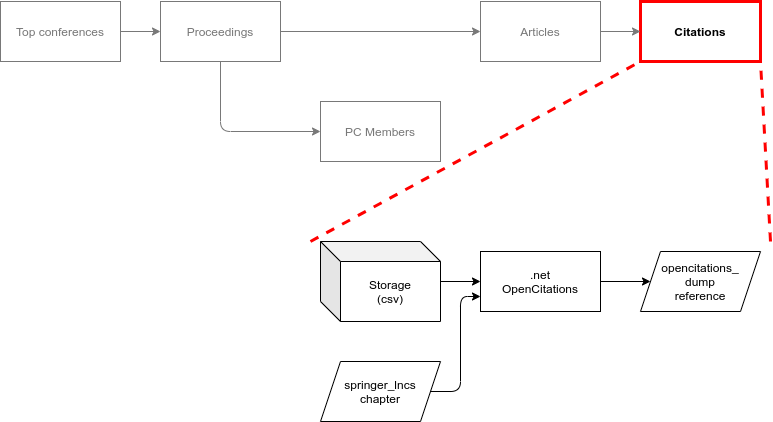 Top conferences
Proceedings
Articles
Citations
PC Members
Storage
(csv)
.net
OpenCitations
opencitations_
dump
reference
springer_lncs
chapter